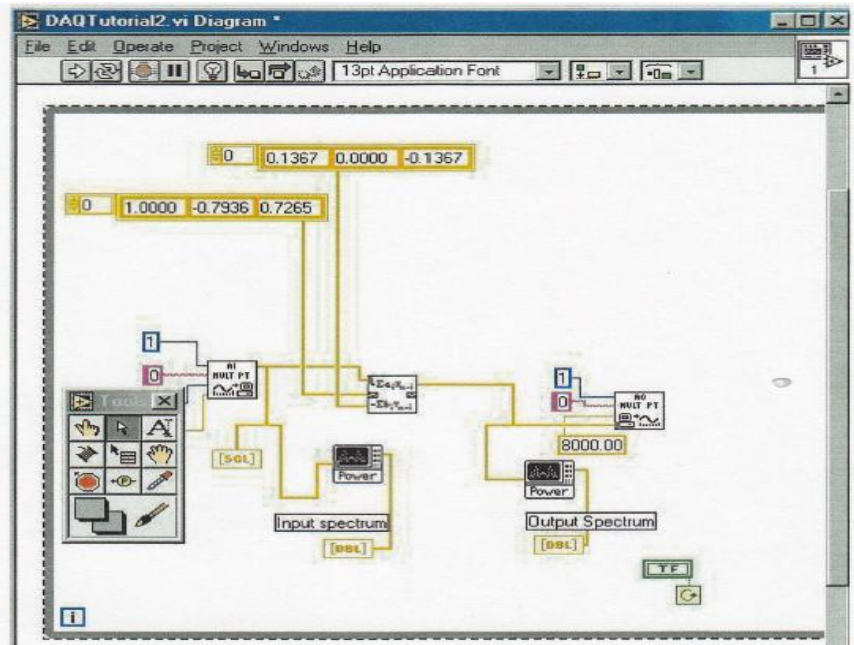 DAQTutorial2.vi Diagram *
File Edit Operate Project Windows Help
13pt Application Font
1
0 0.1367 0.0000 -0.1367
0 1.0000 -0.7936 0.7265
1
0
AI
MULT PT
1
0
AO
MULT PT
Tools
A
P
[SGL]
Power
8000.00
Power
Input spectrum
Output Spectrum
[DBL]
[DBL]
TF
i